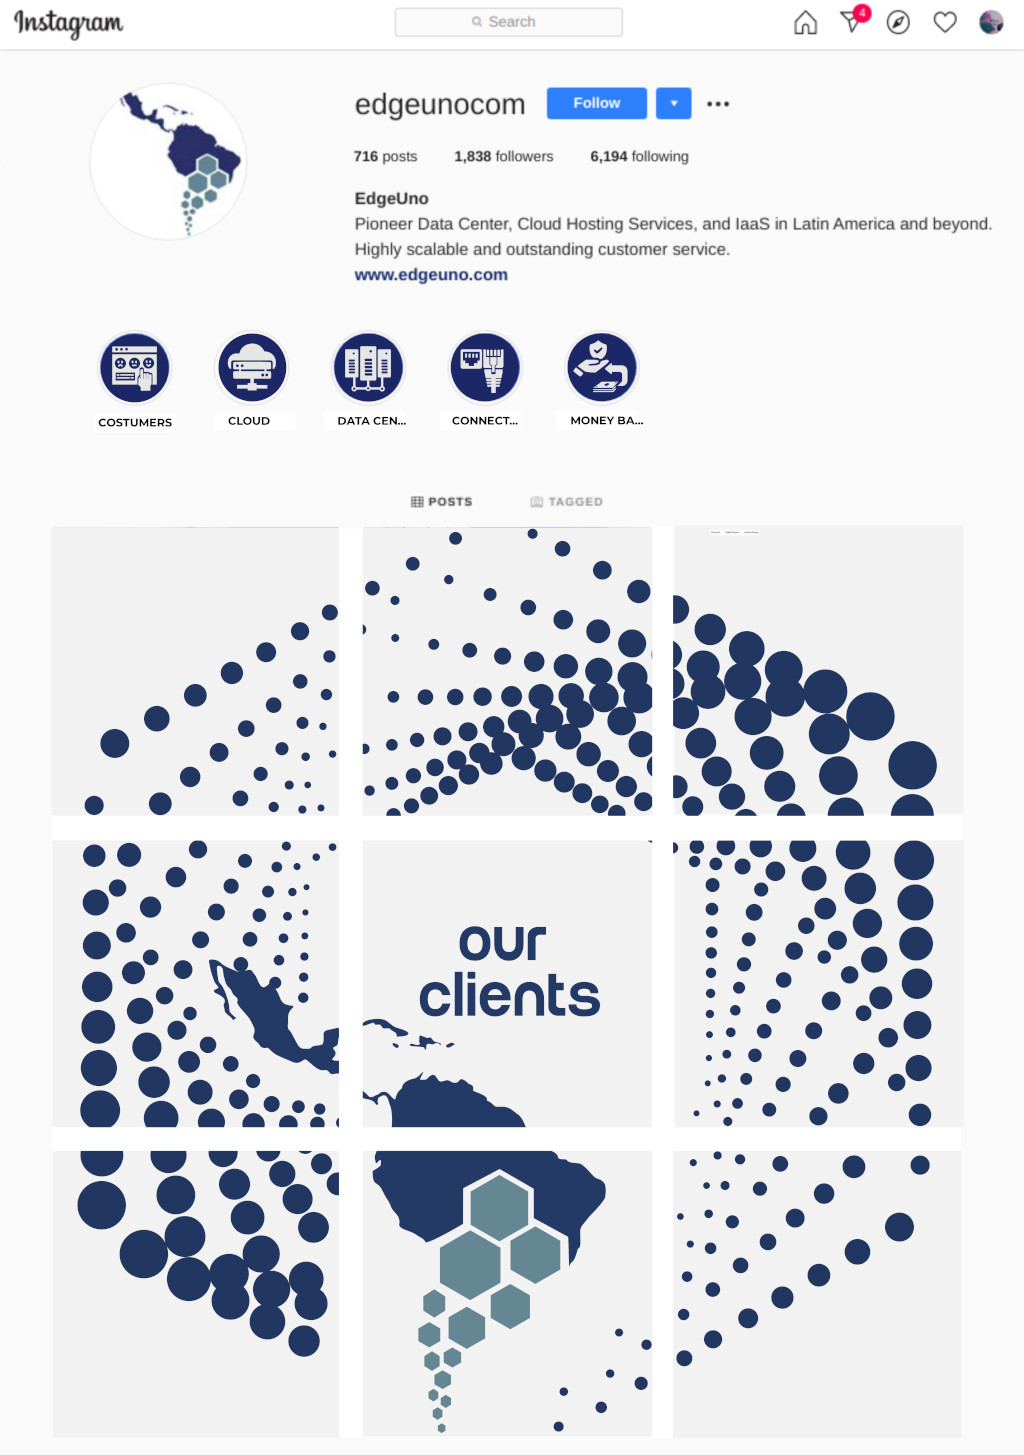 Instagram
Search
4
edgeunocom
Follow
716 posts
1,838 followers
6,194 following
EdgeUno
Pioneer Data Center, Cloud Hosting Services, and IaaS in Latin America and beyond.
Highly scalable and outstanding customer service.
www.edgeuno.com
COSTUMERS
CLOUD
DATA CEN...
CONNECT...
MONEY BA...
POSTS
TAGGED
our
clients